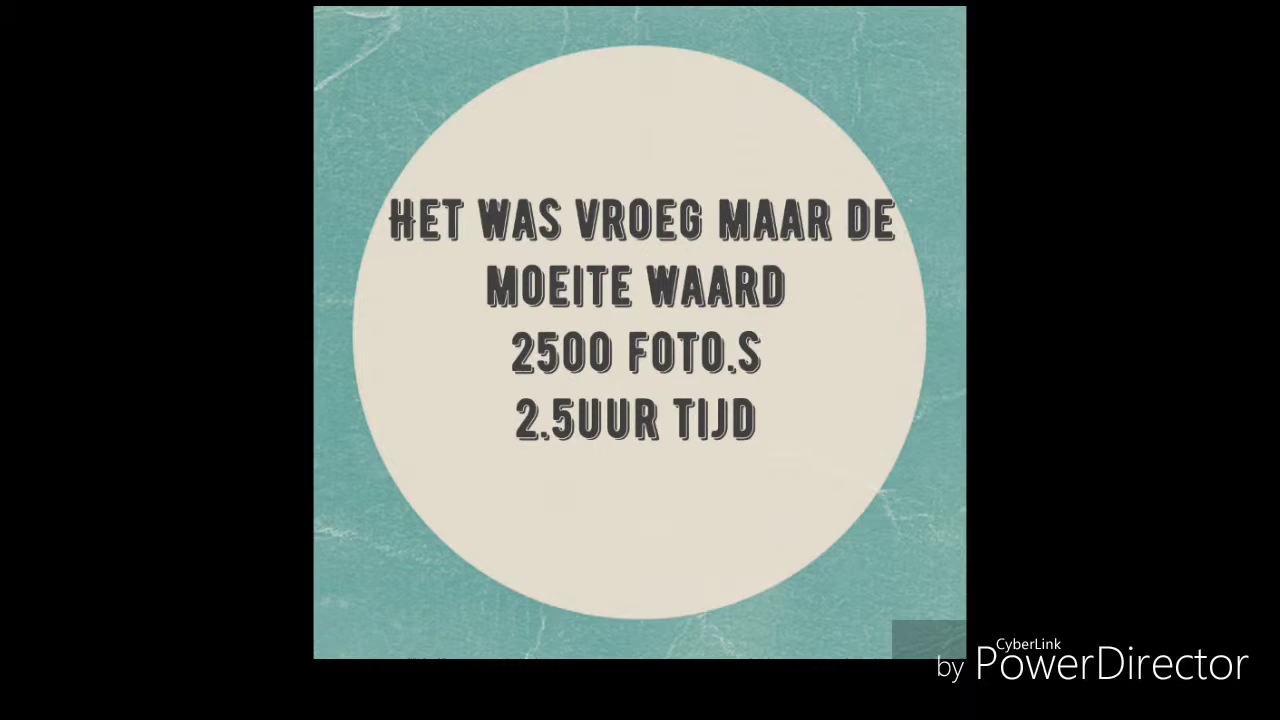 HET WAS VROEG MAAR DE
MOEITE WAARD
2500 FOTO.S
2.5UUR TIJD
CyberLink
by PowerDirector